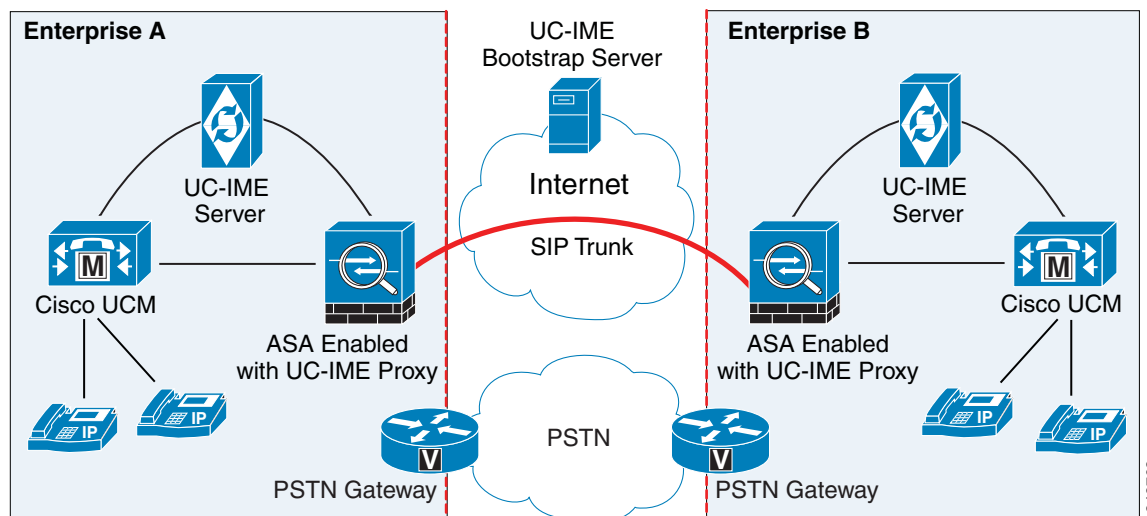 Enterprise A
UC-IME
Bootstrap Server
Enterprise B
UC-IME
Server
Internet
UC-IME
Server
SIP Trunk
M
Cisco UCM
M
Cisco UCM
ASA Enabled
with UC-IME Proxy
ASA Enabled
with UC-IME Proxy
IP
IP
PSTN
IP
IP
V
PSTN Gateway
V
PSTN Gateway